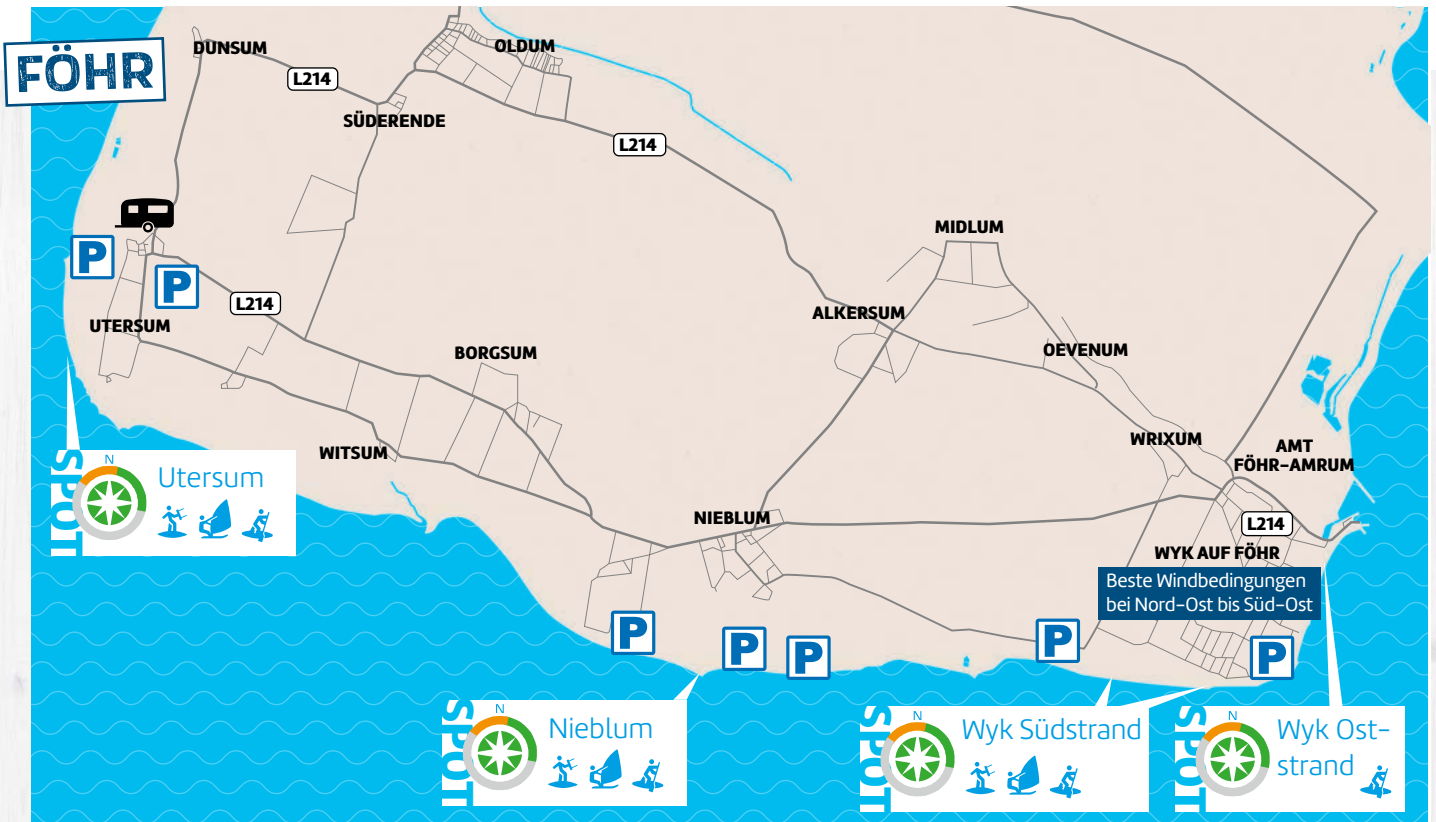 FÖHR
DUNSUM
OLDUM
L214
SÜDERENDE
L214
MIDLUM
P
P
L214
ALKERSUM
UTERSUM
BORGSUM
OEVENUM
WITSUM
WRIXUM
AMT
FÖHR-AMRUM
SPOT
N
Utersum
NIEBLUM
L214
WYK AUF FÖHR
Beste Windbedingungen
bei Nord-Ost bis Süd-Ost
P
P
P
P
P
SPOT
N
Nieblum
SPOT
N
Wyk Südstrand
SPOT
N
Wyk Ost-
strand